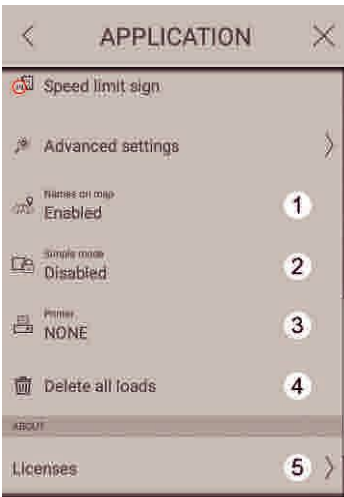 APPLICATION
Speed limit sign
Advanced settings
Names on map
Enabled
1
Simple mode
Disabled
2
Printer
NONE
3
Delete all loads
4
ABOUT
Licenses
5